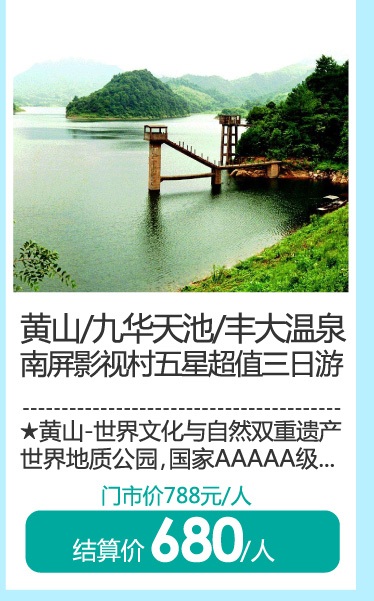 黄山/九华天池/丰大温泉
南屏影视村五星超值三日游
★黄山-世界文化与自然双重遗产
世界地质公园,国家AAAAA级...
门市价788元/人
结算价680/人